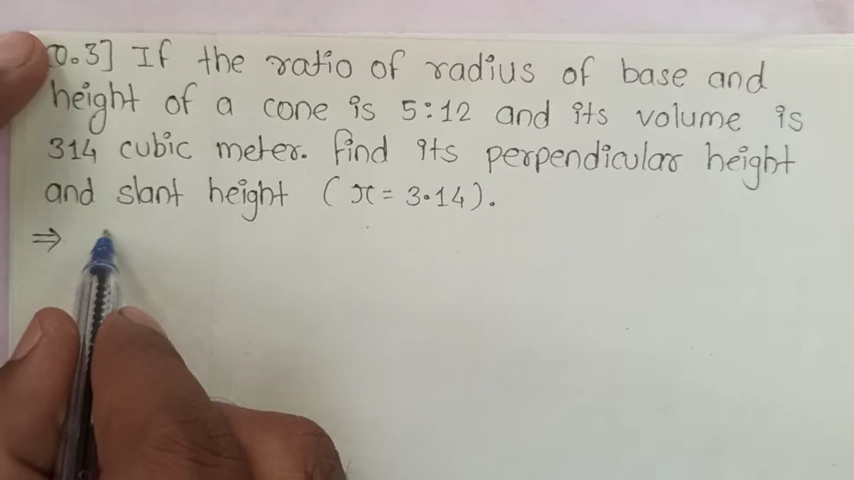 Q.3] If the ratio of radius of base and
height of a cone is 5:12 and its volume is
314 cubic meter. find its perpendicular height
and slant height (π = 3.14).
⇒